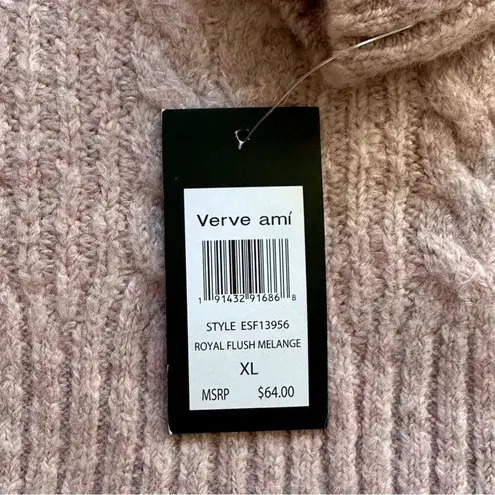 Verve amí
1 91432 91686 8
STYLE ESF13956
ROYAL FLUSH MELANGE
XL
MSRP $64.00